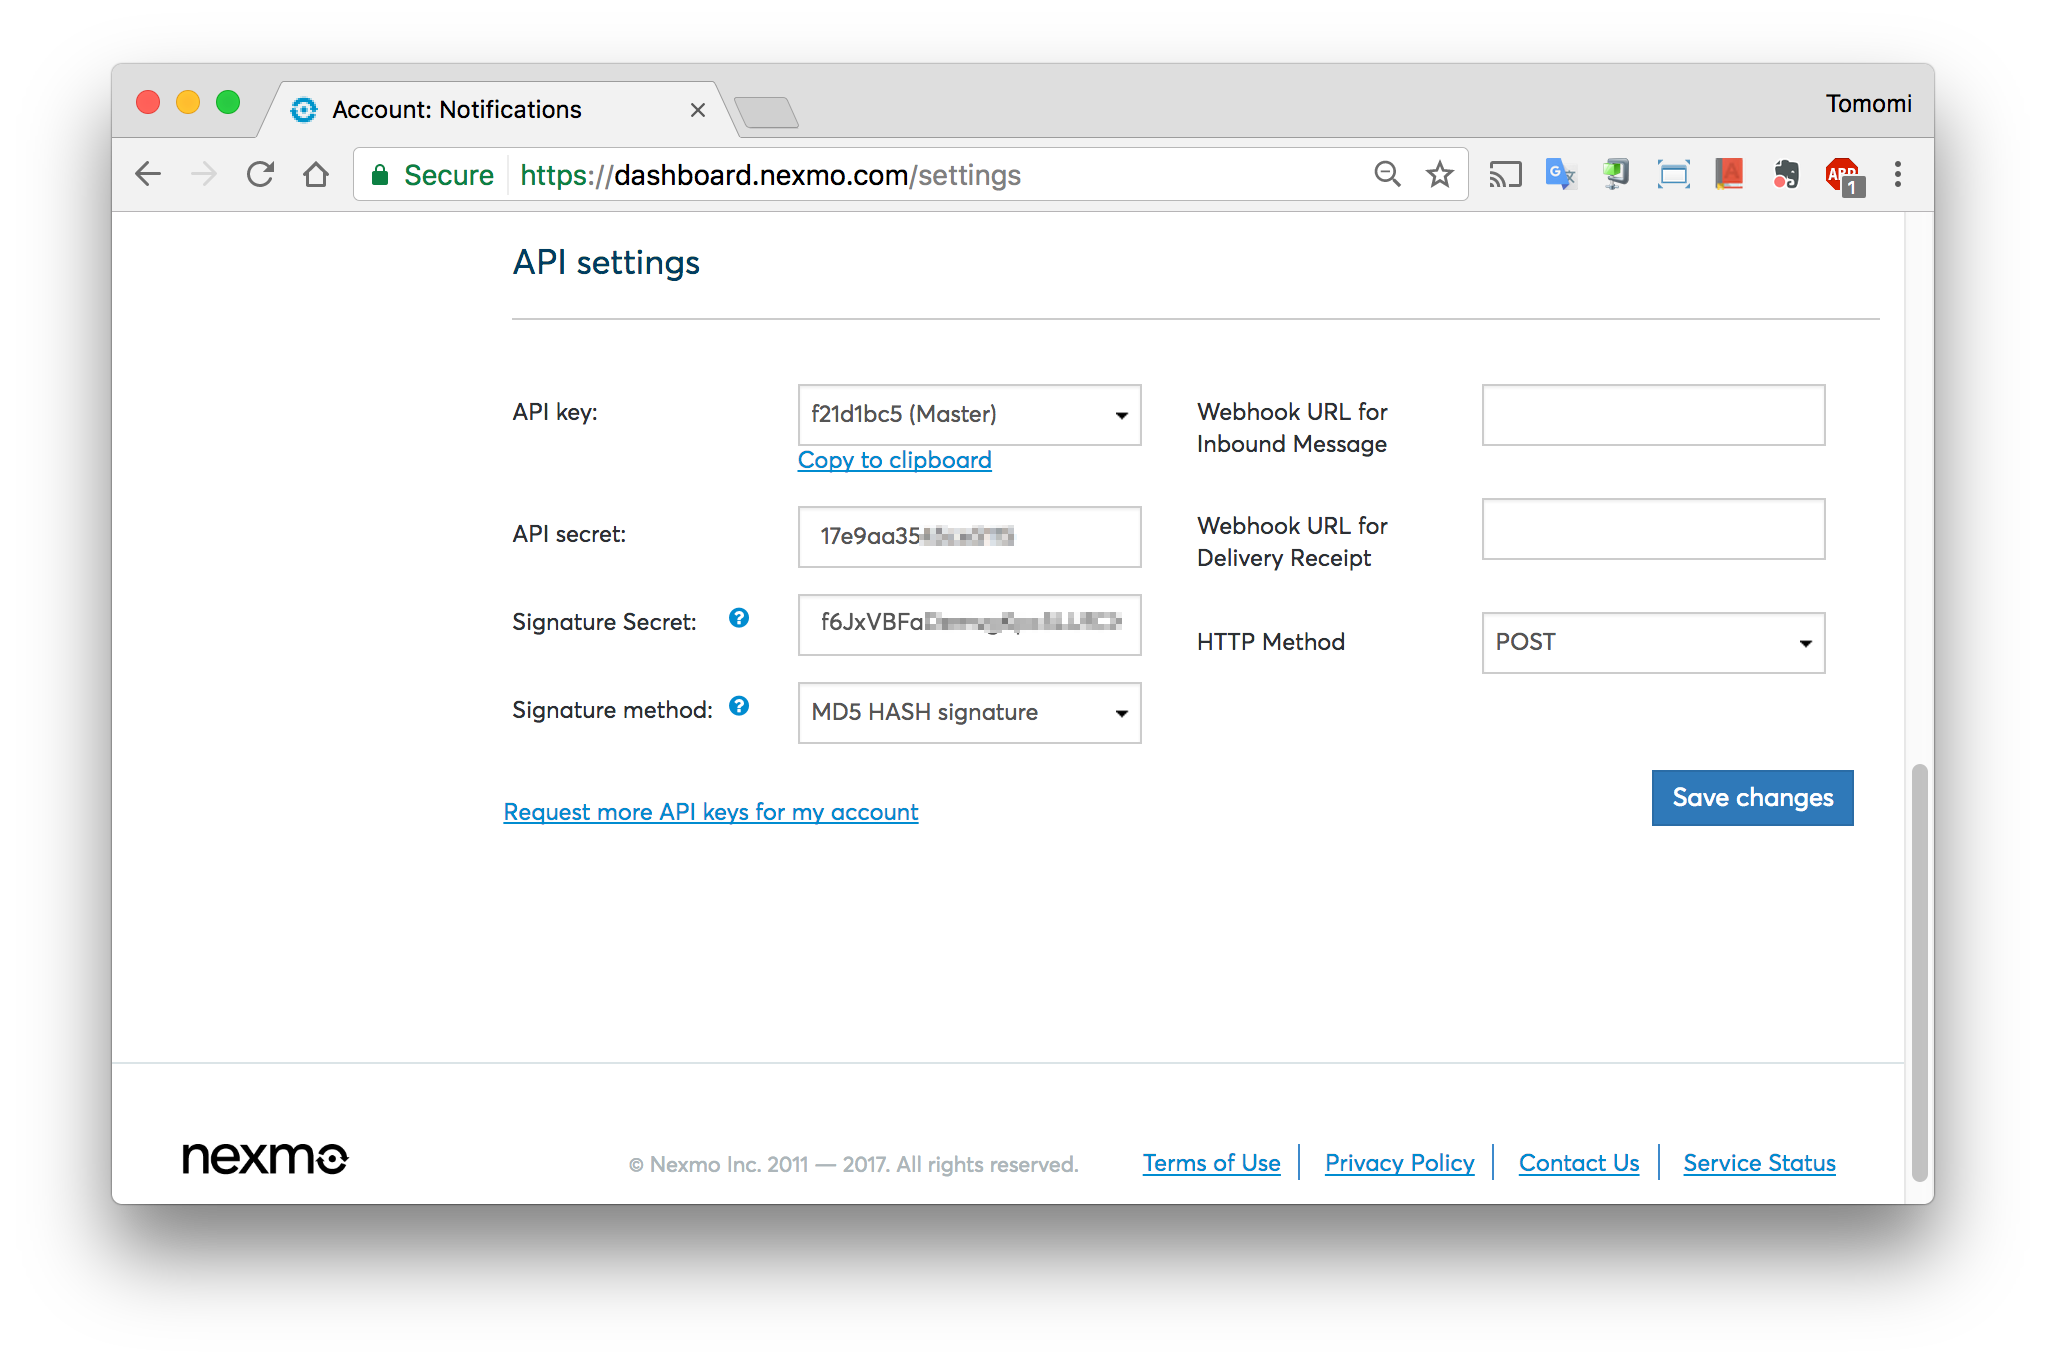 Account: Notifications
Tomomi
Secure https://dashboard.nexmo.com/settings
ABP
1
API settings
API key:
f21d1bc5 (Master)
Copy to clipboard
API secret:
17e9aa35
Signature Secret:
f6JxVBFa
Signature method:
MD5 HASH signature
Request more API keys for my account
Webhook URL for
Inbound Message
Webhook URL for
Delivery Receipt
HTTP Method
POST
Save changes
nexmo
© Nexmo Inc. 2011 — 2017. All rights reserved.
Terms of Use
Privacy Policy
Contact Us
Service Status